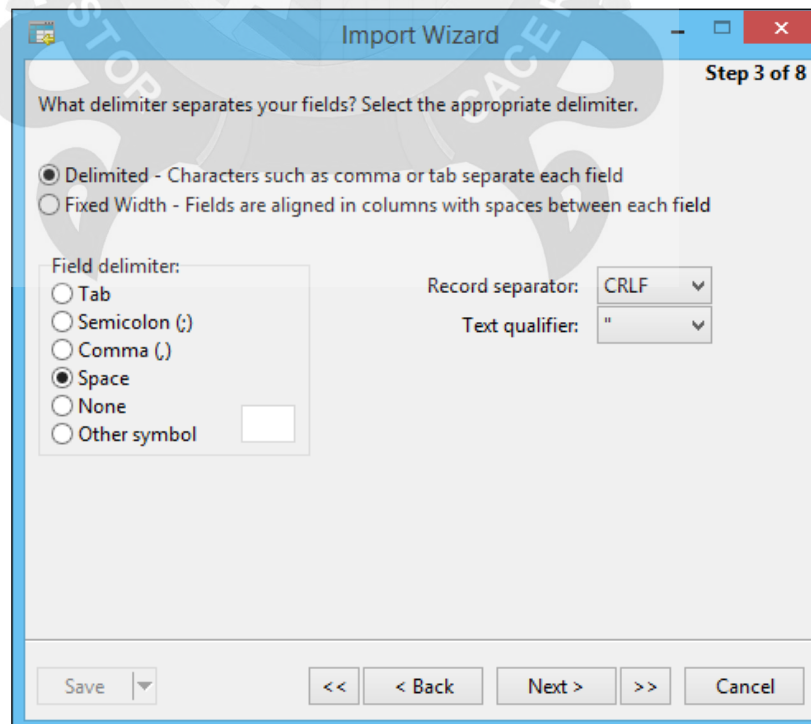 Import Wizard
Step 3 of 8
What delimiter separates your fields? Select the appropriate delimiter.
Delimited - Characters such as comma or tab separate each field
Fixed Width - Fields are aligned in columns with spaces between each field
Field delimiter:
Tab
Semicolon (;)
Comma (,)
Space
None
Other symbol
Record separator: CRLF
Text qualifier: "
Save << < Back Next > >> Cancel